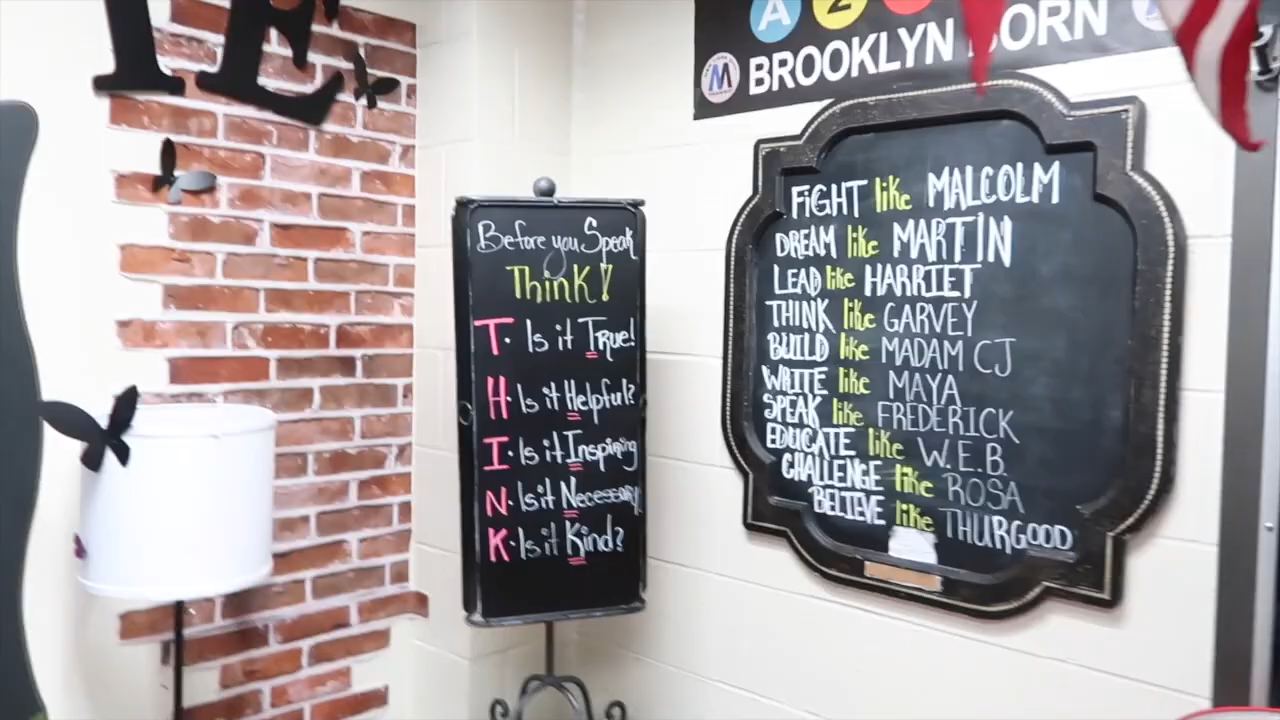 IE
A Z
BROOKLYN BORN
M
Before you Speak
Think!
T. Is it True!
H. Is it Helpful?
I. Is it Inspiring
N. Is it Necessary
K. Is it Kind?
FIGHT like MALCOLM
DREAM like MARTIN
LEAD like HARRIET
THINK like GARVEY
BUILD like MADAM CJ
WRITE like MAYA
SPEAK like FREDERICK
EDUCATE like W.E.B.
CHALLENGE like ROSA
BELIEVE like THURGOOD